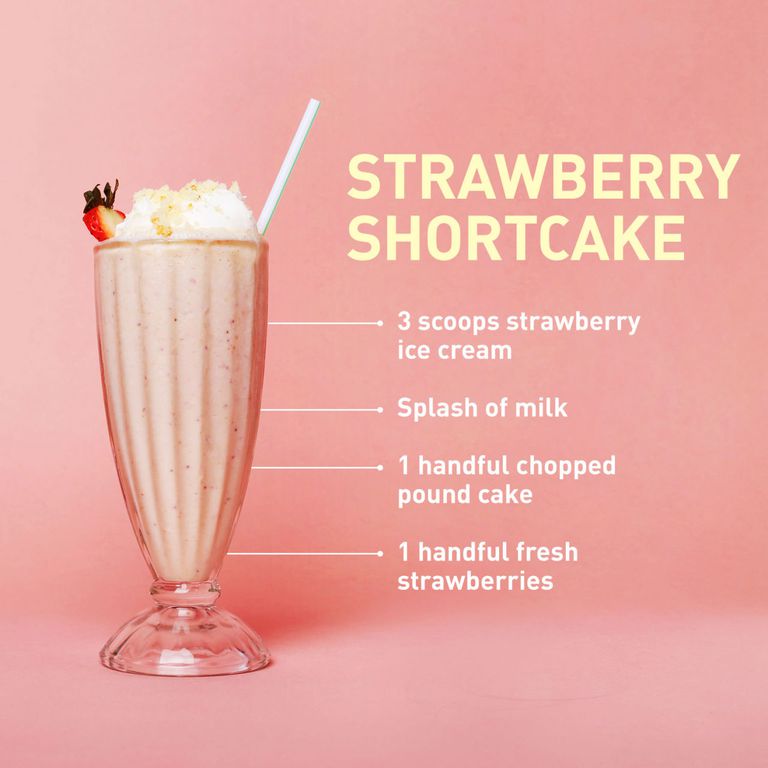 STRAWBERRY
SHORTCAKE
3 scoops strawberry
ice cream
Splash of milk
1 handful chopped
pound cake
1 handful fresh
strawberries